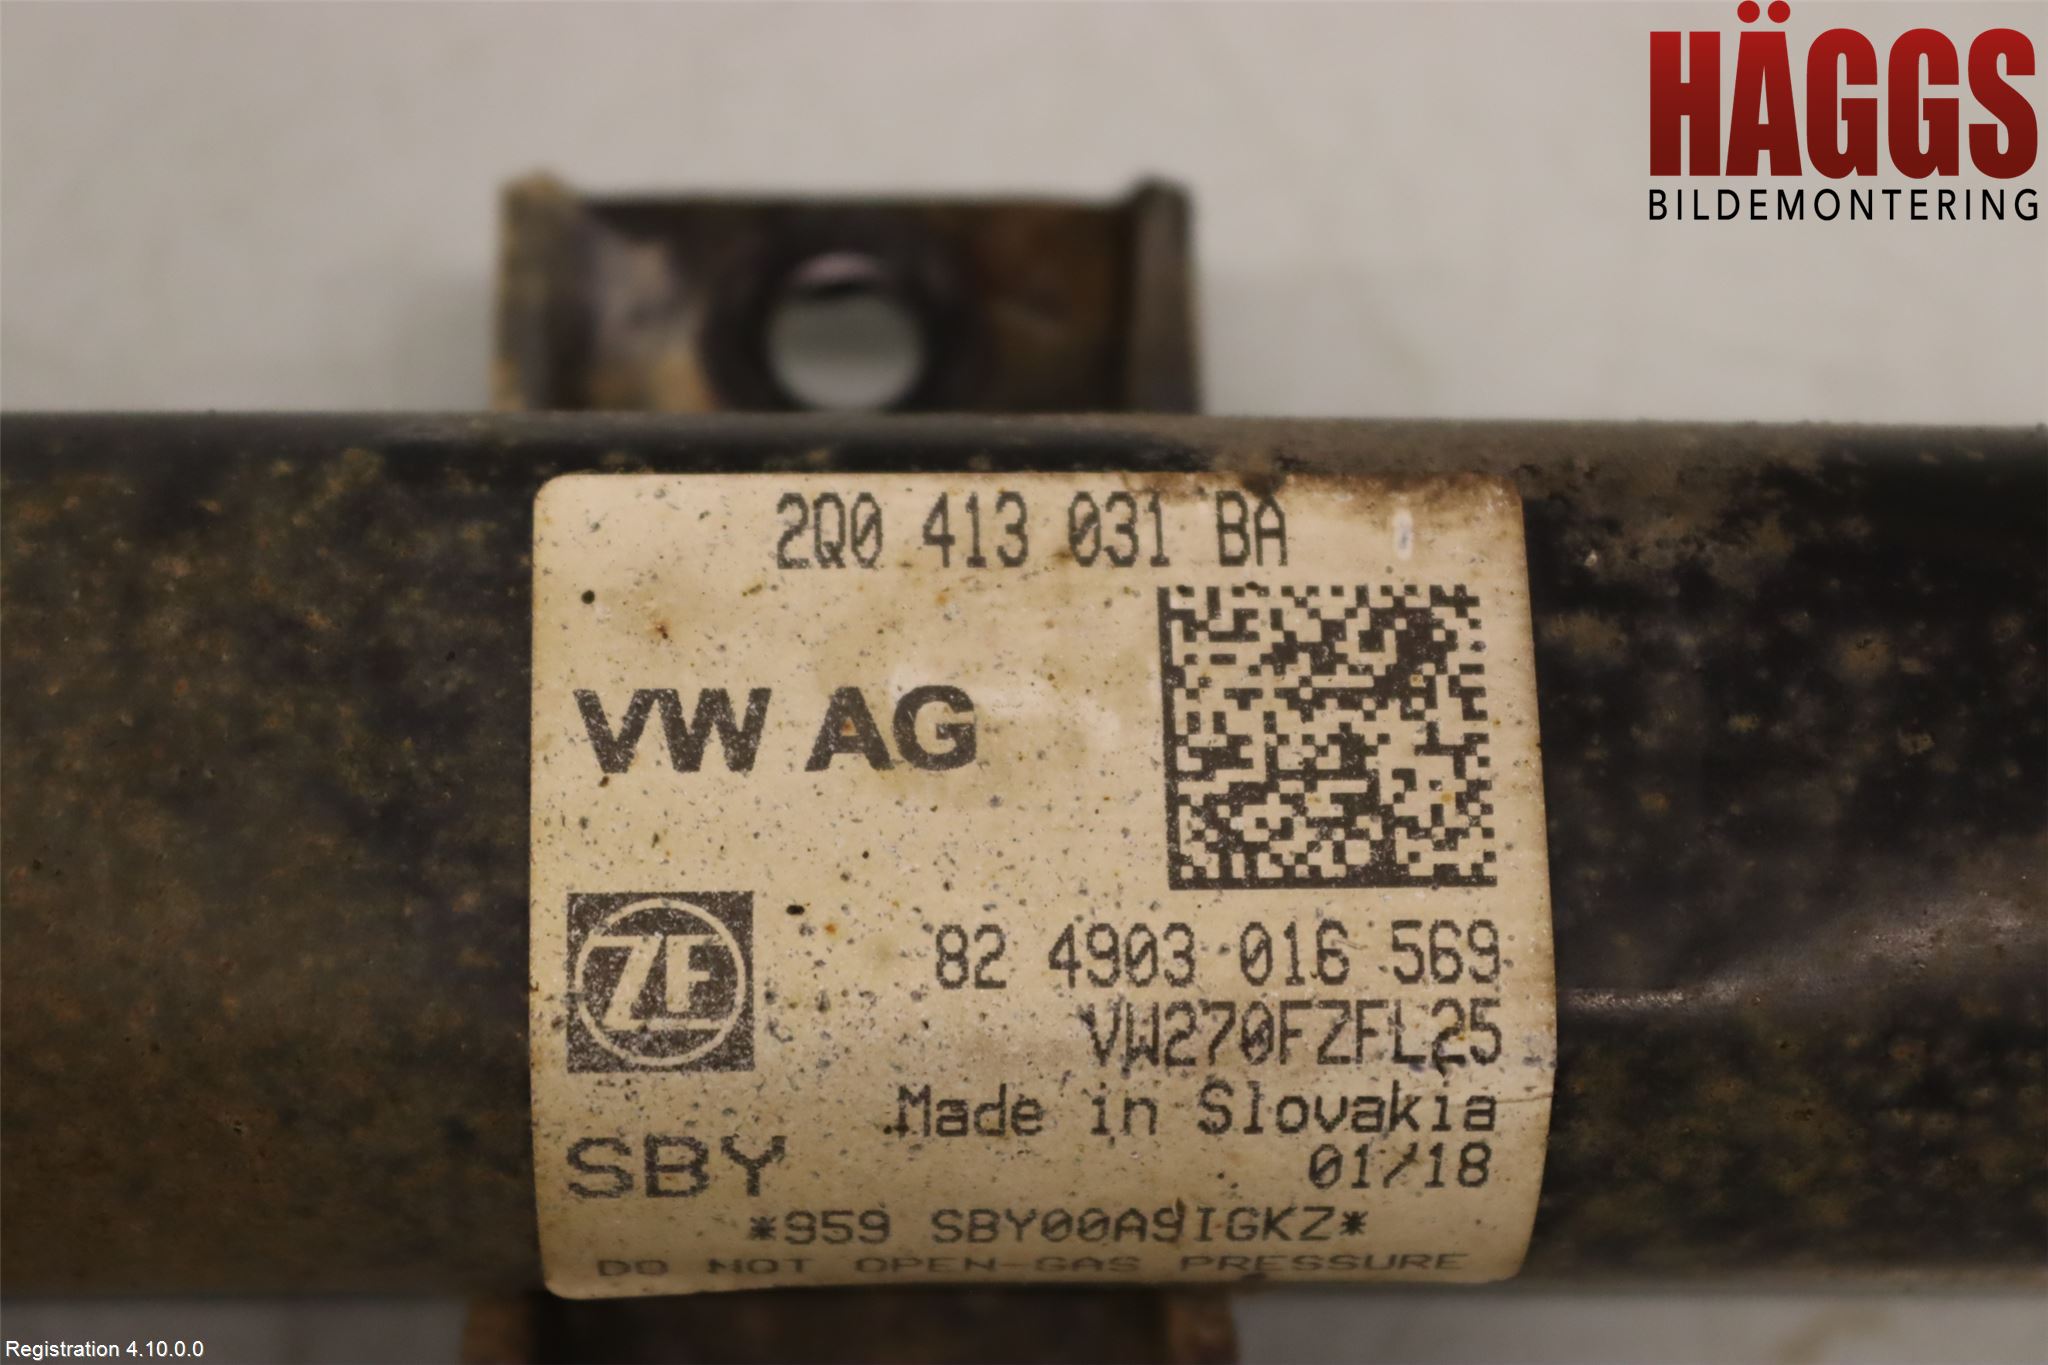 HÄGGS
BILDEMONTERING
2Q0 413 031 BA
VW AG
ZF
82 4903 016 569
VW270FZFL25
Made in Slovakia
SBY
01/18
*959 SBY00A9IGKZ*
DO NOT OPEN-GAS PRESSURE
Registration 4.10.0.0